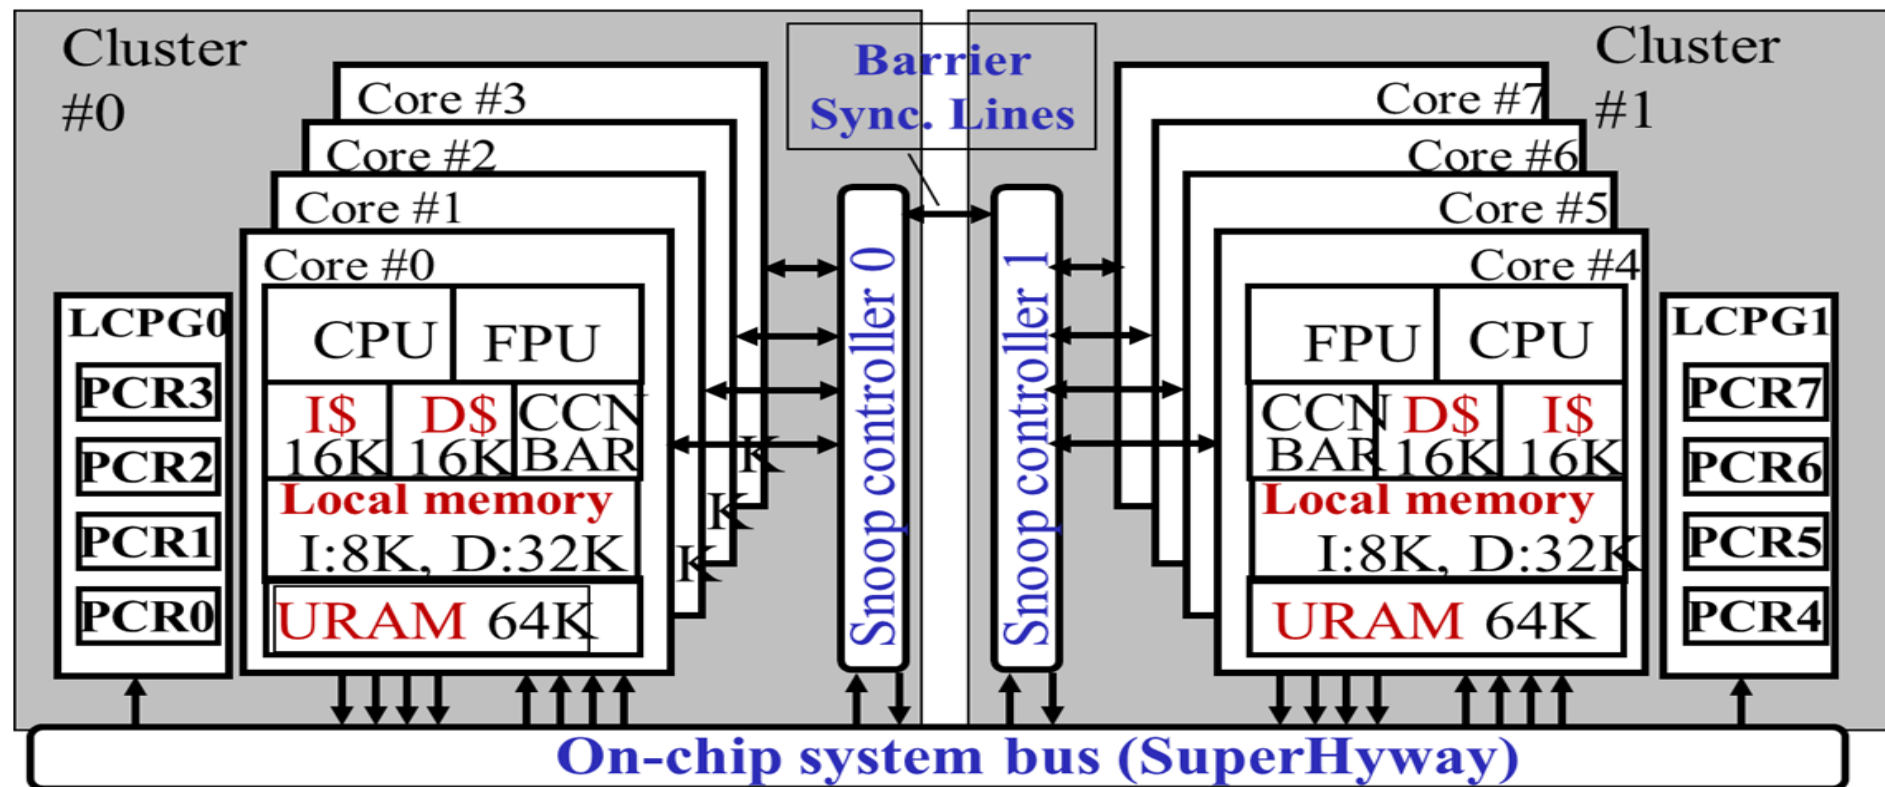 Cluster
#0
Barrier
Sync. Lines
Cluster
#1
Core #3
Core #2
Core #1
Core #0
CPU
FPU
I$
16K
D$
16K
CCN
BAR
Local memory
I:8K, D:32K
URAM 64K
K
K
K
LCPG0
PCR3
PCR2
PCR1
PCR0
Snoop controller 0
Snoop controller 1
Core #7
Core #6
Core #5
Core #4
FPU
CPU
CCN
BAR
D$
16K
I$
16K
Local memory
I:8K, D:32K
URAM 64K
LCPG1
PCR7
PCR6
PCR5
PCR4
On-chip system bus (SuperHyway)